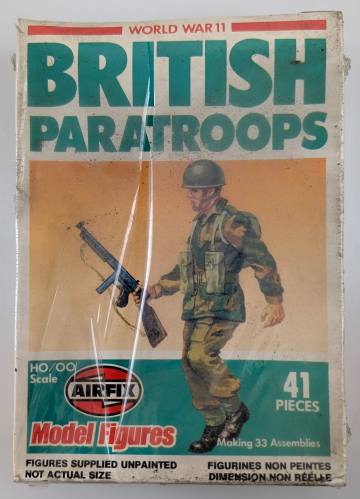 WORLD WAR 11
BRITISH
PARATROOPS
HO/OO
Scale
AIRFIX
Model Figures
41
PIECES
Making 33 Assemblies
FIGURES SUPPLIED UNPAINTED
NOT ACTUAL SIZE
FIGURINES NON PEINTES
DIMENSION NON RÉELLE